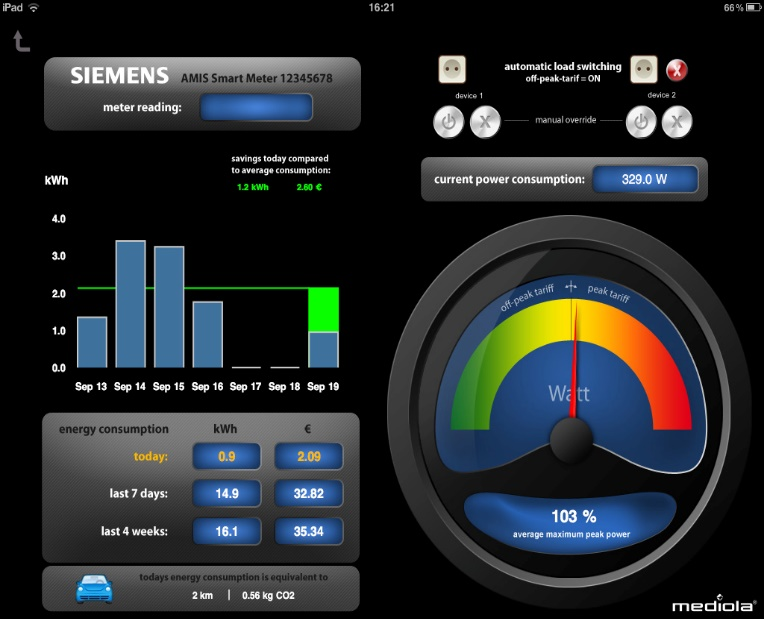 iPad 16:21 66%
SIEMENS AMIS Smart Meter 12345678
meter reading:
automatic load switching
off-peak-tarif = ON
device 1
device 2
manual override
savings today compared
to average consumption:
1.2 kWh 2.60 €
current power consumption: 329.0 W
kWh
4.0
3.0
2.0
1.0
0.0
Sep 13 Sep 14 Sep 15 Sep 16 Sep 17 Sep 18 Sep 19
off-peak tariff peak tariff
Watt
103 %
average maximum peak power
energy consumption kWh €
today: 0.9 2.09
last 7 days: 14.9 32.82
last 4 weeks: 16.1 35.34
todays energy consumption is equivalent to
2 km | 0.56 kg CO2
mediola®